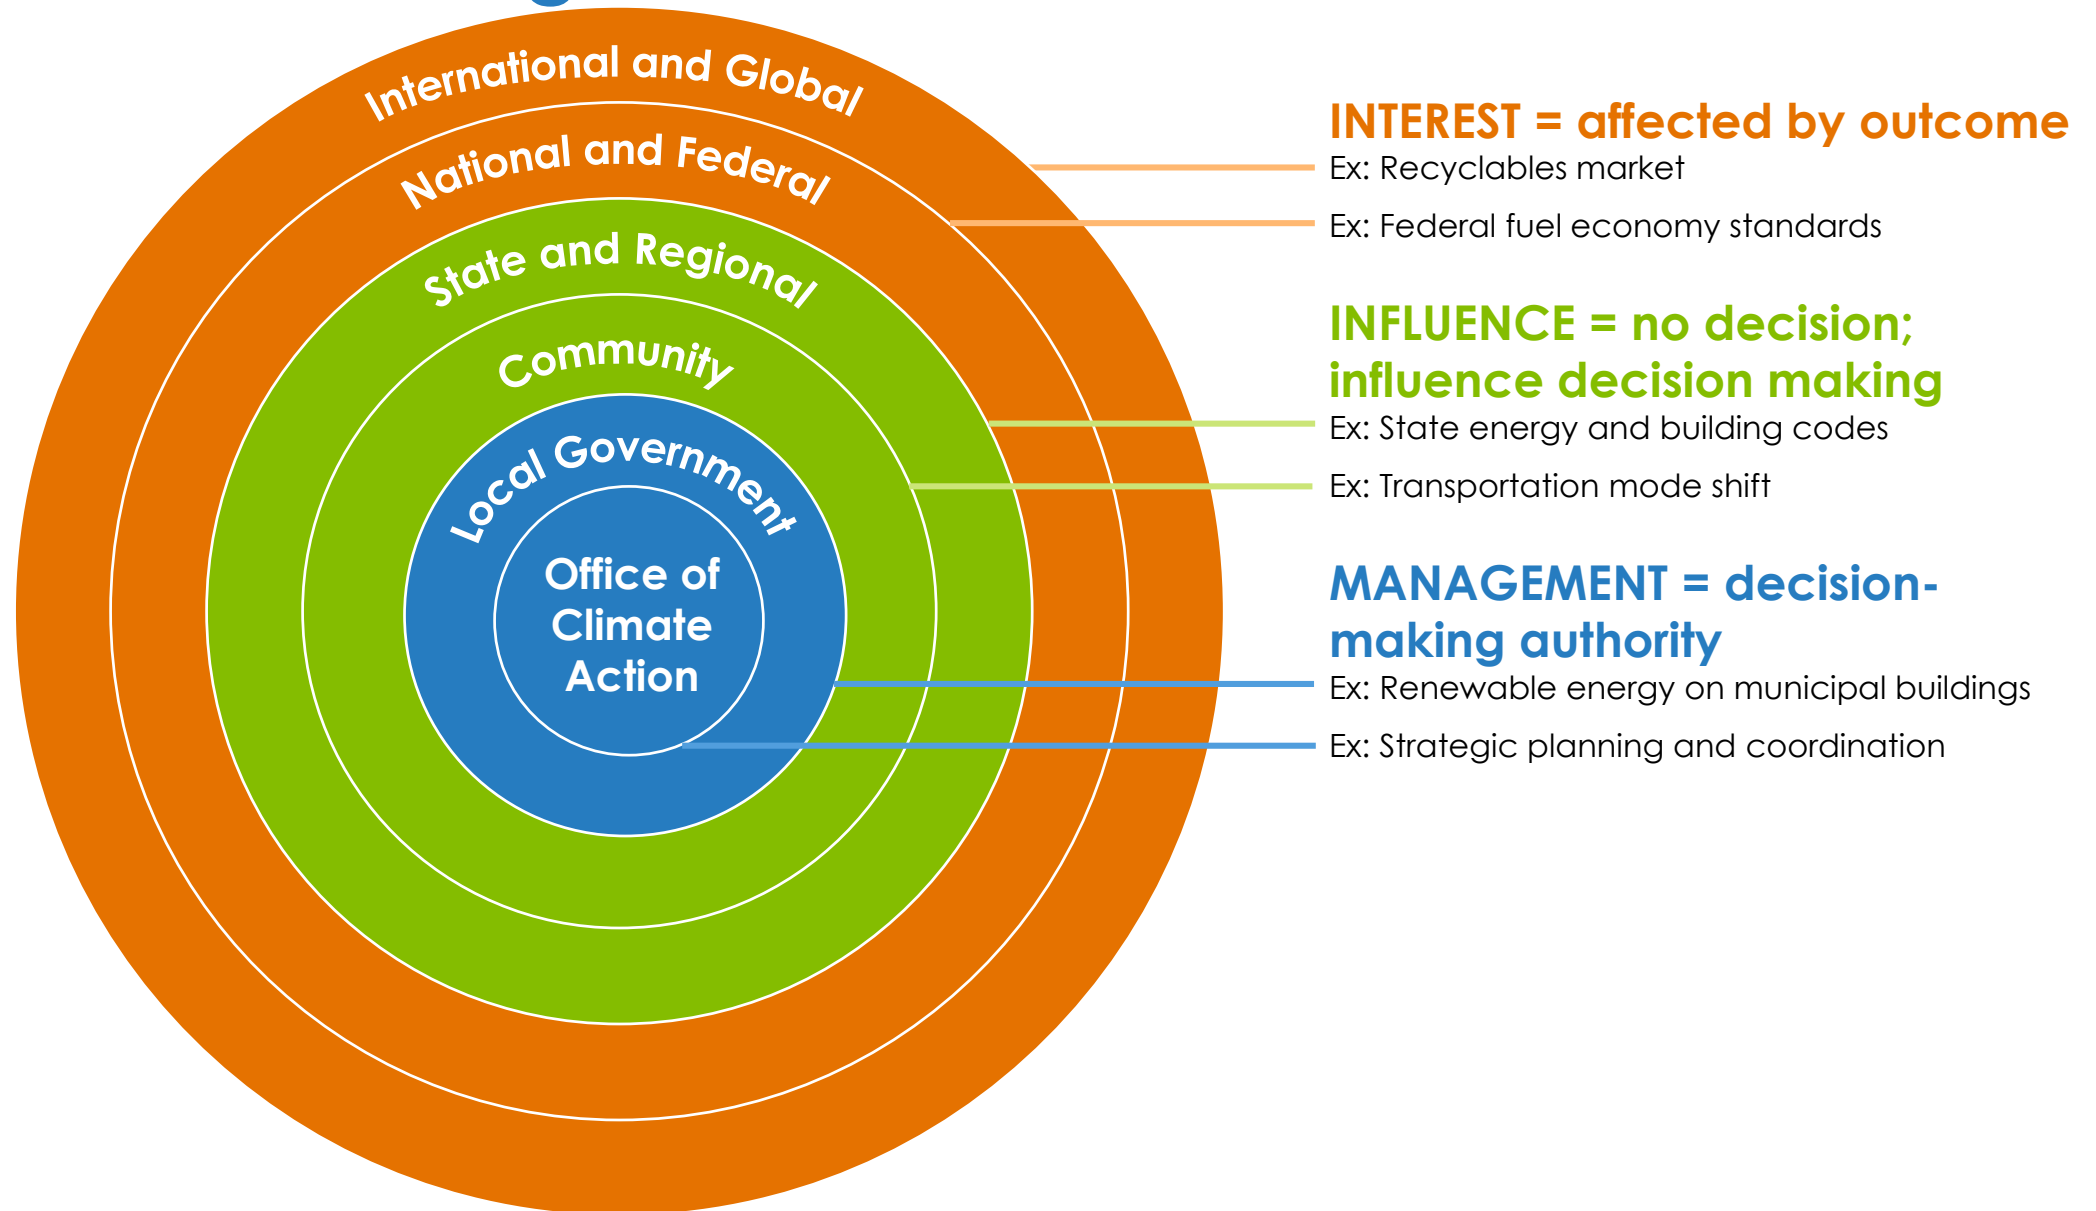 International and Global
National and Federal
State and Regional
Community
Local Government
Office of
Climate
Action
INTEREST = affected by outcome
Ex: Recyclables market
Ex: Federal fuel economy standards
INFLUENCE = no decision;
influence decision making
Ex: State energy and building codes
Ex: Transportation mode shift
MANAGEMENT = decision-
making authority
Ex: Renewable energy on municipal buildings
Ex: Strategic planning and coordination